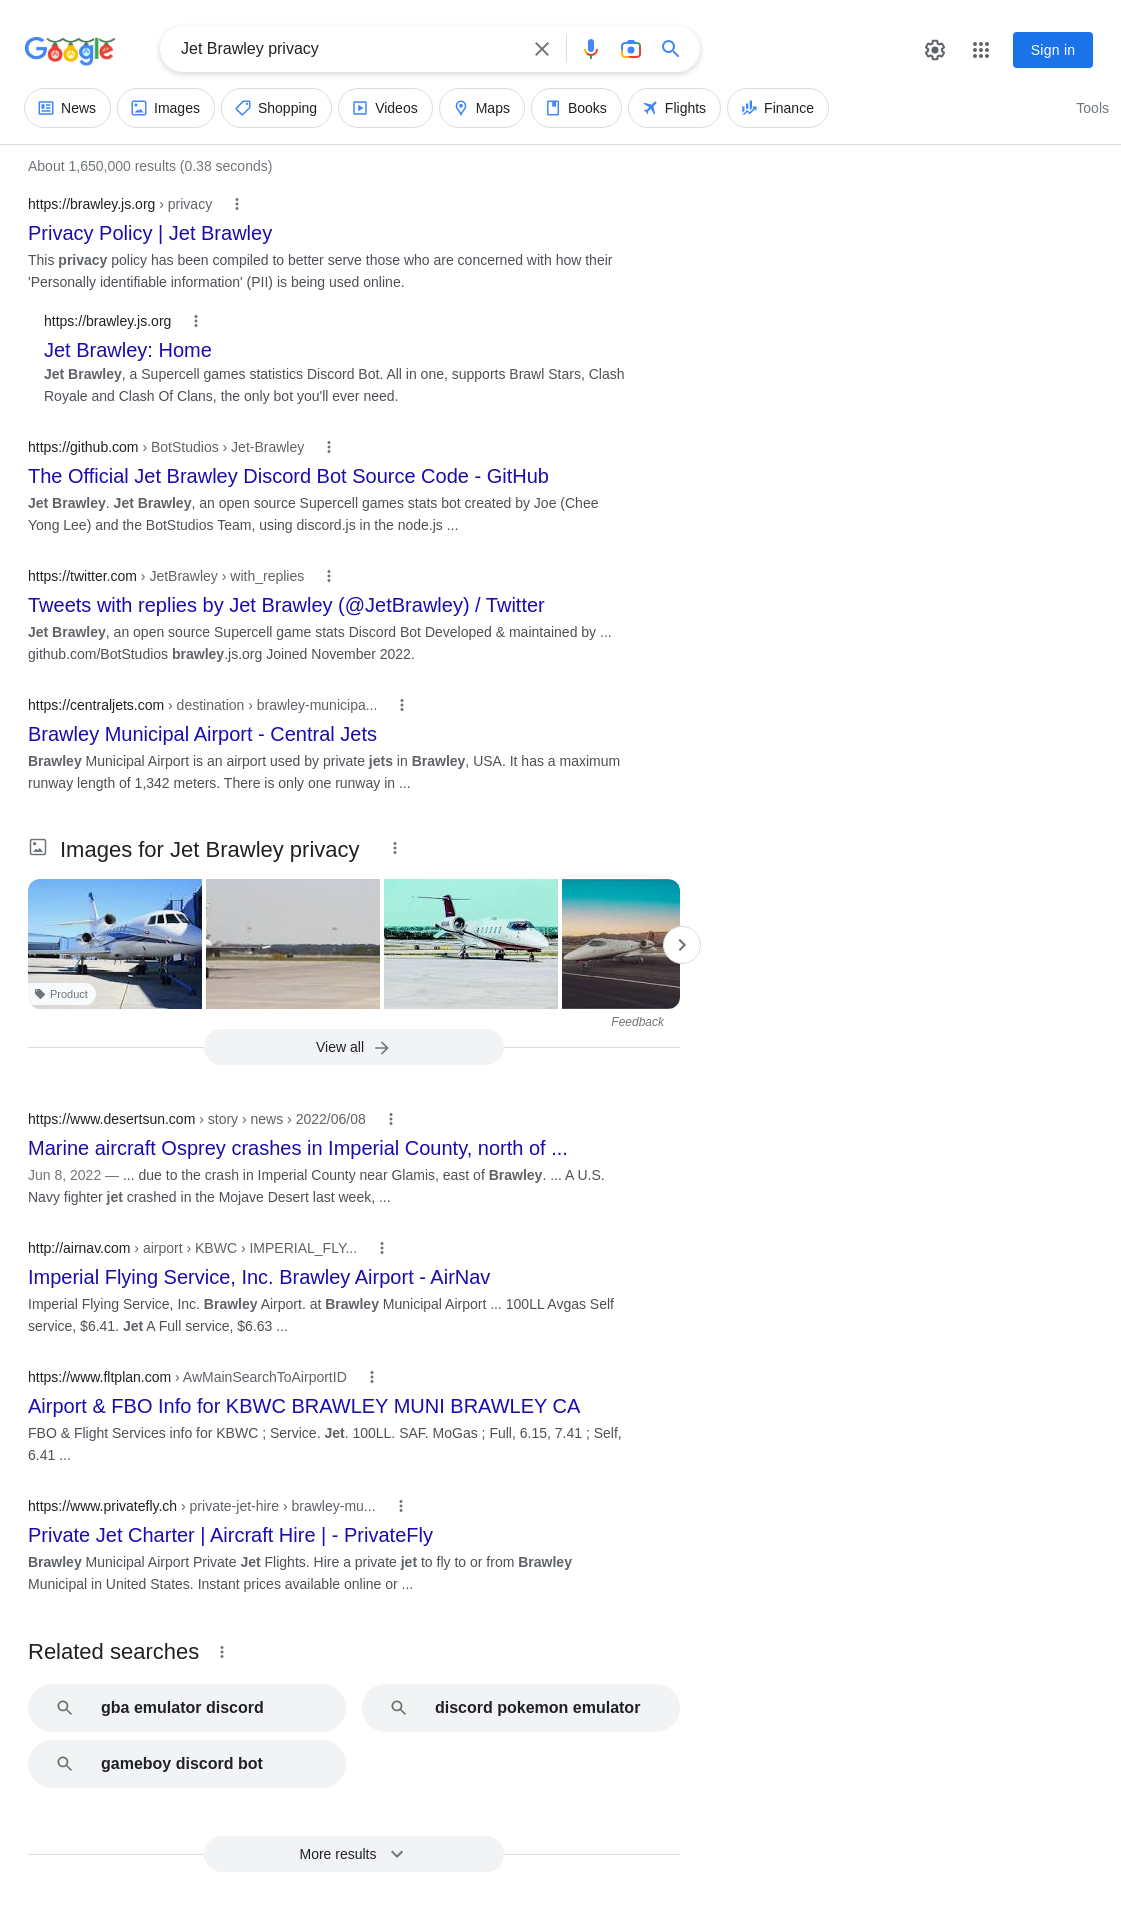 Google
Jet Brawley privacy
Sign in
News
Images
Shopping
Videos
Maps
Books
Flights
Finance
Tools
About 1,650,000 results (0.38 seconds)
https://brawley.js.org › privacy
Privacy Policy | Jet Brawley
This privacy policy has been compiled to better serve those who are concerned with how their
'Personally identifiable information' (PII) is being used online.
https://brawley.js.org
Jet Brawley: Home
Jet Brawley, a Supercell games statistics Discord Bot. All in one, supports Brawl Stars, Clash
Royale and Clash Of Clans, the only bot you'll ever need.
https://github.com › BotStudios › Jet-Brawley
The Official Jet Brawley Discord Bot Source Code - GitHub
Jet Brawley. Jet Brawley, an open source Supercell games stats bot created by Joe (Chee
Yong Lee) and the BotStudios Team, using discord.js in the node.js ...
https://twitter.com › JetBrawley › with_replies
Tweets with replies by Jet Brawley (@JetBrawley) / Twitter
Jet Brawley, an open source Supercell game stats Discord Bot Developed & maintained by ...
github.com/BotStudios brawley.js.org Joined November 2022.
https://centraljets.com › destination › brawley-municipa...
Brawley Municipal Airport - Central Jets
Brawley Municipal Airport is an airport used by private jets in Brawley, USA. It has a maximum
runway length of 1,342 meters. There is only one runway in ...
Images for Jet Brawley privacy
Product
Feedback
View all
https://www.desertsun.com › story › news › 2022/06/08
Marine aircraft Osprey crashes in Imperial County, north of ...
Jun 8, 2022 — ... due to the crash in Imperial County near Glamis, east of Brawley. ... A U.S.
Navy fighter jet crashed in the Mojave Desert last week, ...
http://airnav.com › airport › KBWC › IMPERIAL_FLY...
Imperial Flying Service, Inc. Brawley Airport - AirNav
Imperial Flying Service, Inc. Brawley Airport. at Brawley Municipal Airport ... 100LL Avgas Self
service, $6.41. Jet A Full service, $6.63 ...
https://www.fltplan.com › AwMainSearchToAirportID
Airport & FBO Info for KBWC BRAWLEY MUNI BRAWLEY CA
FBO & Flight Services info for KBWC ; Service. Jet. 100LL. SAF. MoGas ; Full, 6.15, 7.41 ; Self,
6.41 ...
https://www.privatefly.ch › private-jet-hire › brawley-mu...
Private Jet Charter | Aircraft Hire | - PrivateFly
Brawley Municipal Airport Private Jet Flights. Hire a private jet to fly to or from Brawley
Municipal in United States. Instant prices available online or ...
Related searches
gba emulator discord
discord pokemon emulator
gameboy discord bot
More results